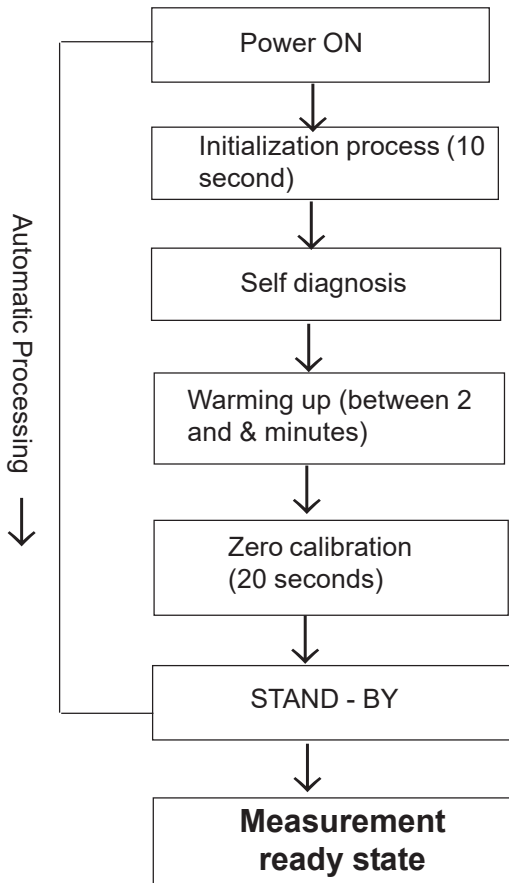 Power ON
Initialization process (10
second)
Self diagnosis
Automatic Processing
Warming up (between 2
and & minutes)
Zero calibration
(20 seconds)
STAND - BY
Measurement
ready state